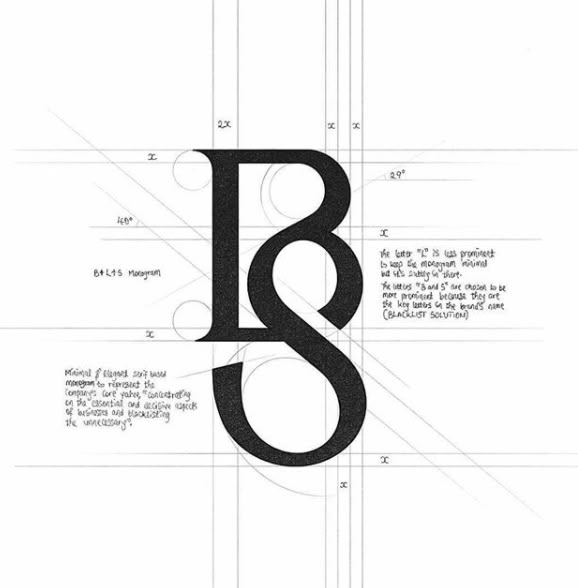 2x
x
x
x
29°
48°
x
B+L+S Monogram
The letter "L" is less prominent
to keep the monogram minimal
but it's subtly in there.
The letters "B and S" are chosen to be
more prominent because they are
the key letters in the brand's name
(BLACKLIST SOLUTION)
x
Minimal & Elegant serif based
monogram to represent the
company's core value, "concentrating
on the essential and decisive aspects
of businesses and blacklisting
the unnecessary".
x
x